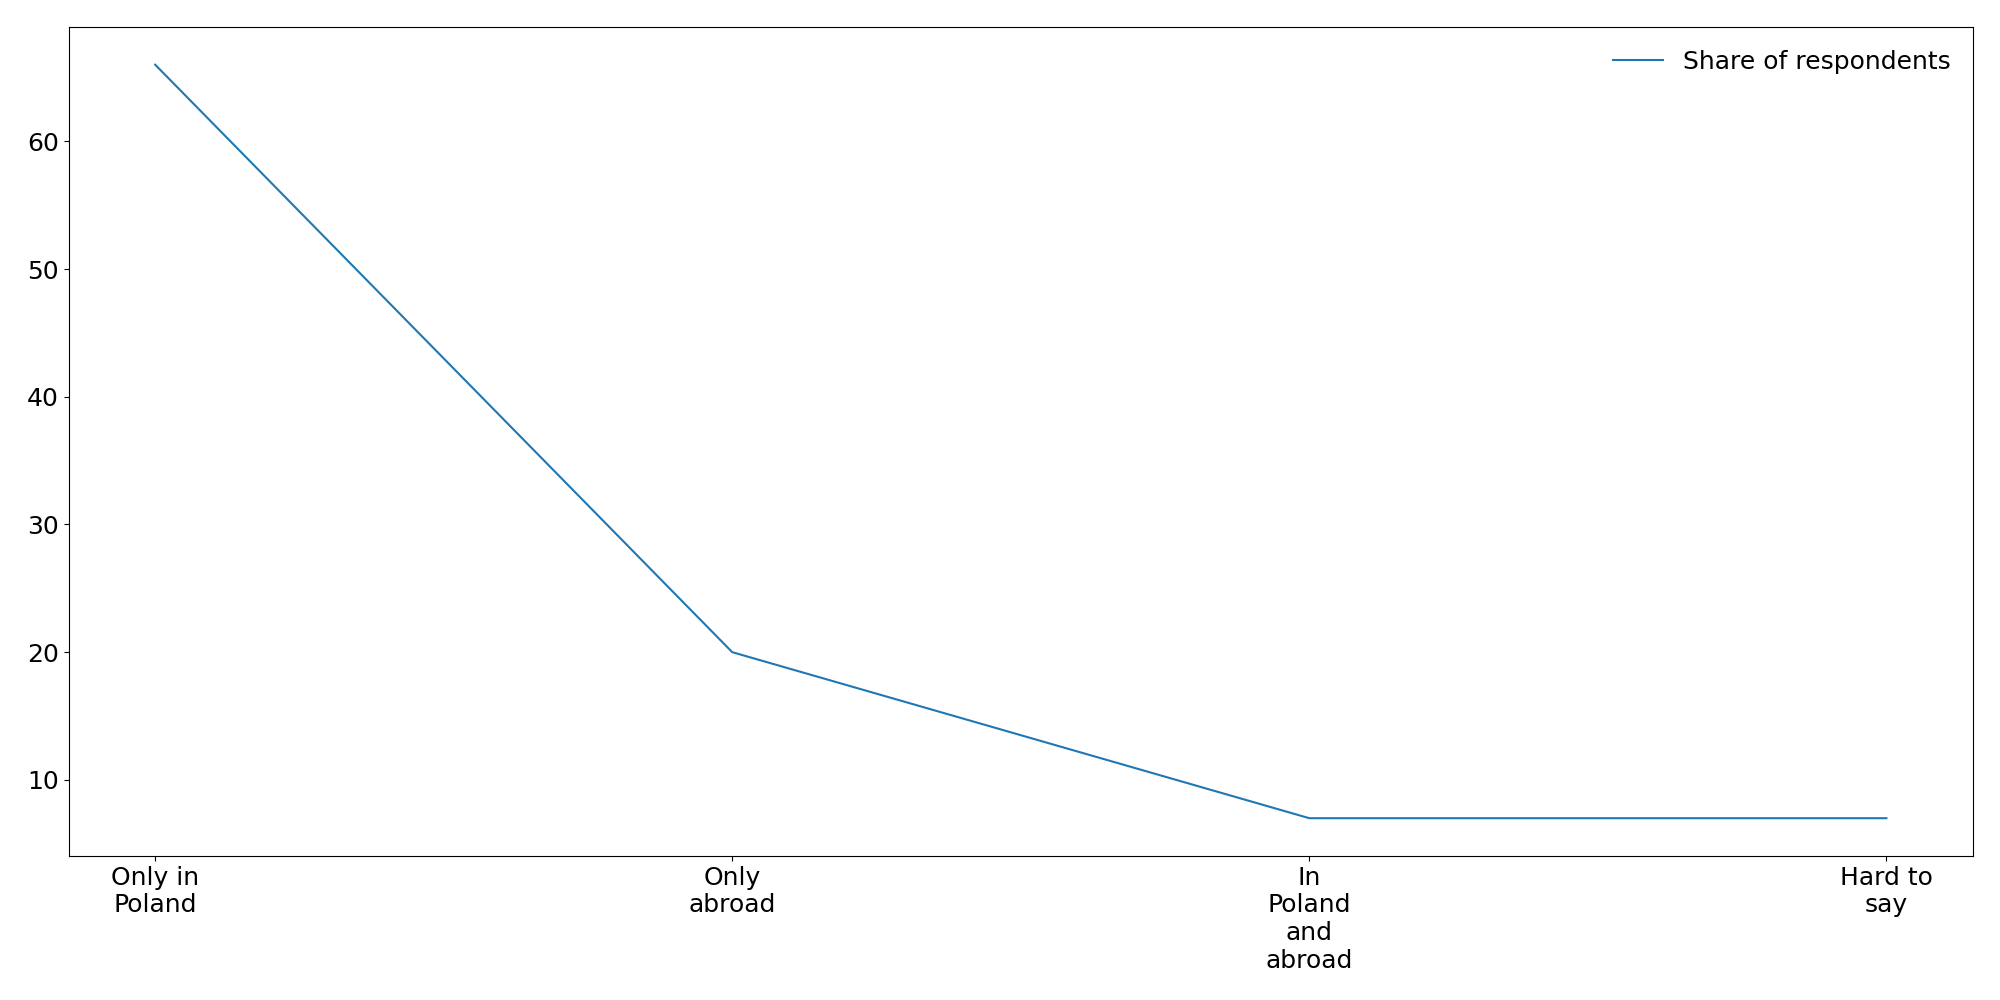 Share of respondents
60
50
40
30
20
10
Only in
Poland
Only
abroad
In
Poland
and
abroad
Hard to
say